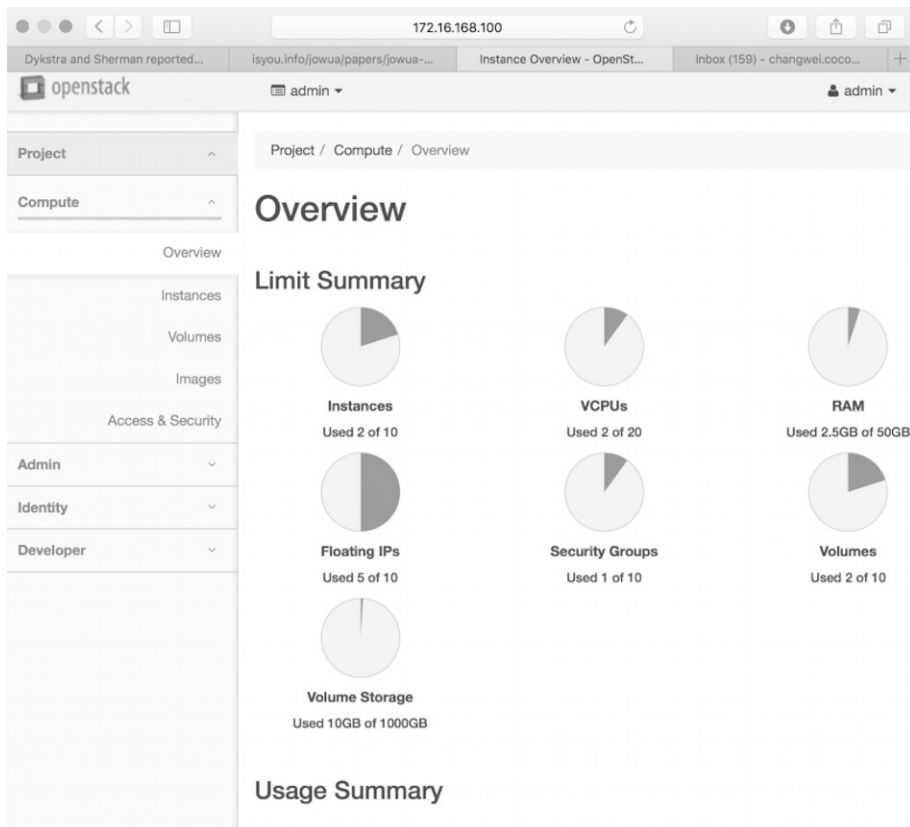 172.16.168.100
Dykstra and Sherman reported...
isyou.info/jowua/papers/jowua-...
Instance Overview - OpenSt...
Inbox (159) - changwei.coco...
openstack
admin
admin
Project
Compute
Overview
Instances
Volumes
Images
Access & Security
Admin
Identity
Developer
Project / Compute / Overview
Overview
Limit Summary
Instances
Used 2 of 10
VCPUs
Used 2 of 20
RAM
Used 2.5GB of 50GB
Floating IPs
Used 5 of 10
Security Groups
Used 1 of 10
Volumes
Used 2 of 10
Volume Storage
Used 10GB of 1000GB
Usage Summary